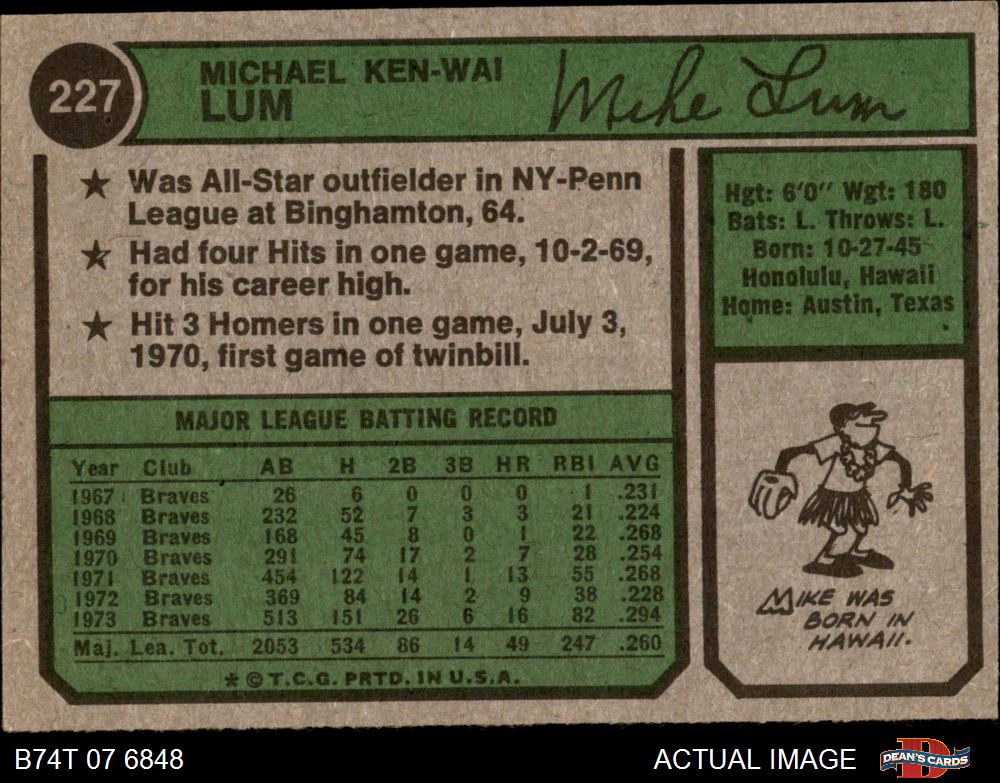 227
MICHAEL KEN-WAI
LUM
Mike Lum
★ Was All-Star outfielder in NY-Penn
League at Binghamton, 64.
★ Had four Hits in one game, 10-2-69,
for his career high.
★ Hit 3 Homers in one game, July 3,
1970, first game of twinbill.
Hgt: 6'0" Wgt: 180
Bats: L. Throws: L.
Born: 10-27-45
Honolulu, Hawaii
Home: Austin, Texas
MAJOR LEAGUE BATTING RECORD
Year Club AB H 2B 3B HR RBI AVG
1967 Braves 26 6 0 0 0 1 .231
1968 Braves 232 52 7 3 3 21 .224
1969 Braves 168 45 8 0 1 22 .268
1970 Braves 291 74 17 2 7 28 .254
1971 Braves 454 122 14 1 13 55 .268
1972 Braves 369 84 14 2 9 38 .228
1973 Braves 513 151 26 6 16 82 .294
Maj. Lea. Tot. 2053 534 86 14 49 247 .260
* © T.C.G. PRTD. IN U.S.A.
MIKE WAS
BORN IN
HAWAII.
B74T 07 6848
ACTUAL IMAGE
DEAN'S CARDS